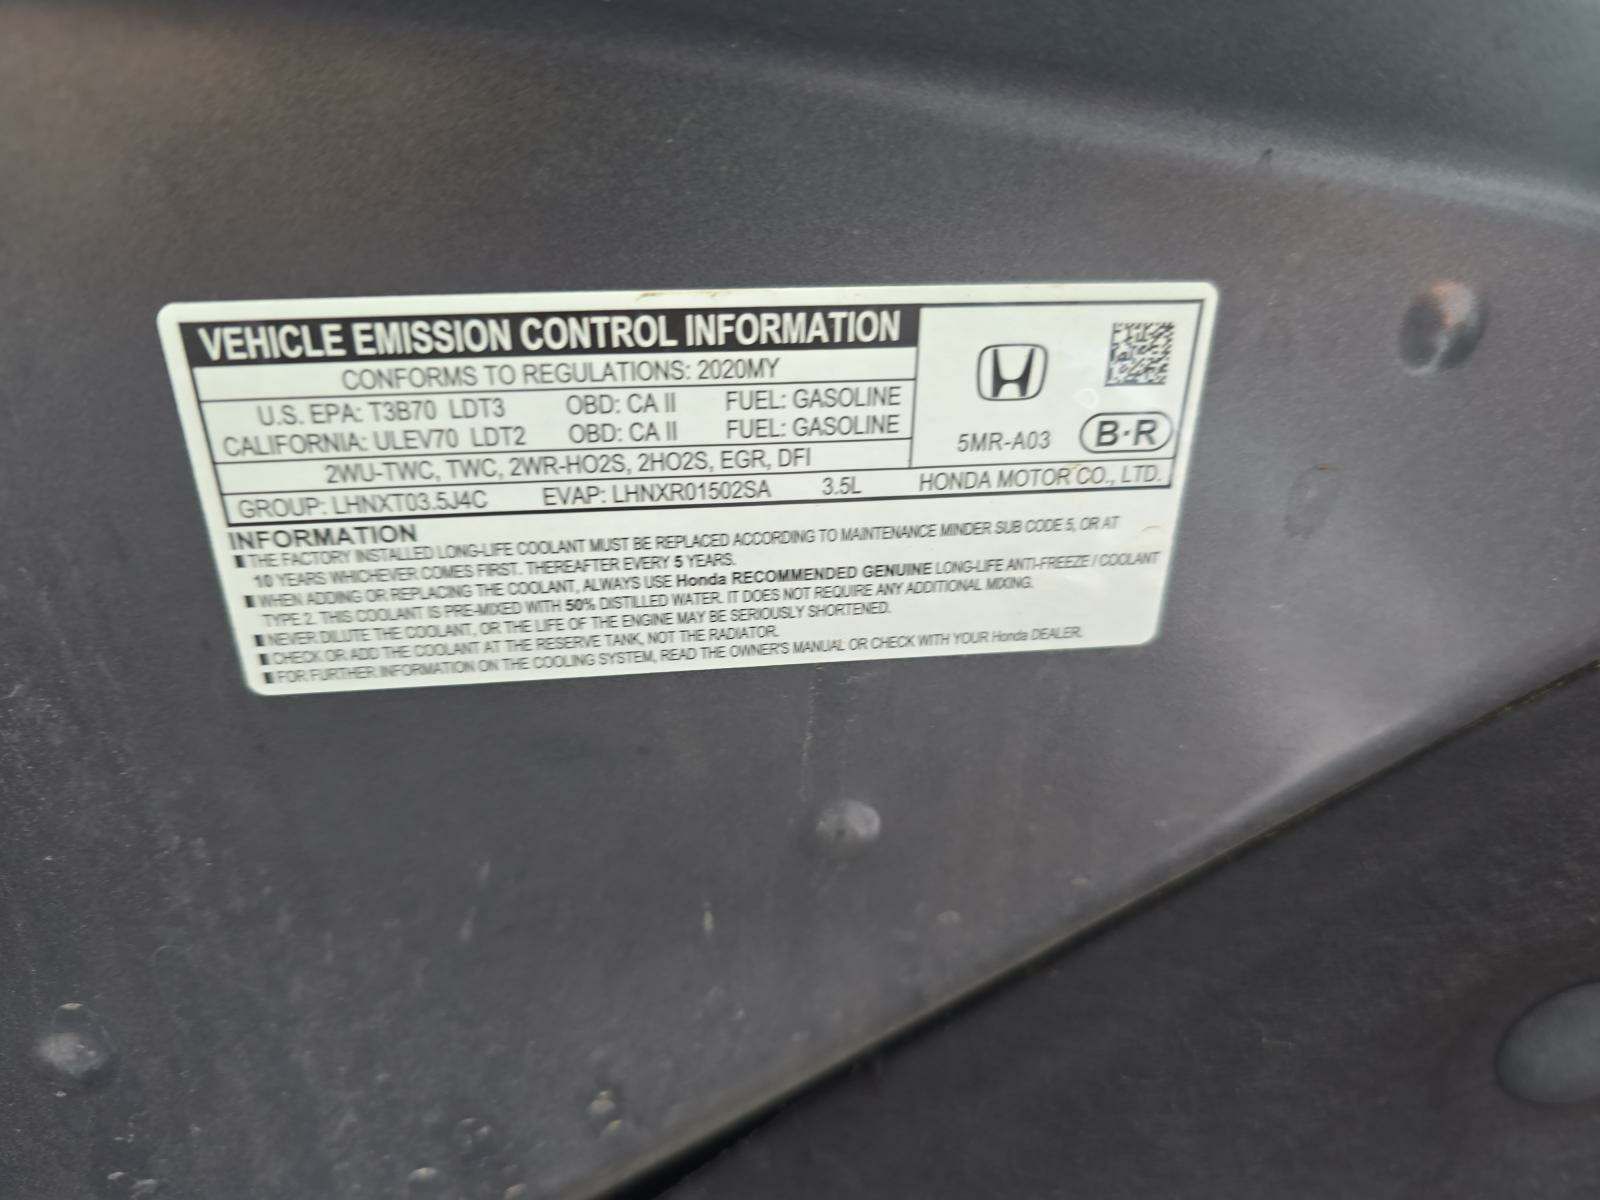 VEHICLE EMISSION CONTROL INFORMATION
CONFORMS TO REGULATIONS: 2020MY
U.S. EPA: T3B70 LDT3 OBD: CA II FUEL: GASOLINE
CALIFORNIA: ULEV70 LDT2 OBD: CA II FUEL: GASOLINE
5MR-A03 B·R
2WU-TWC, TWC, 2WR-HO2S, 2HO2S, EGR, DFI
GROUP: LHNXT03.5J4C EVAP: LHNXR01502SA 3.5L HONDA MOTOR CO., LTD.
INFORMATION
THE FACTORY INSTALLED LONG-LIFE COOLANT MUST BE REPLACED ACCORDING TO MAINTENANCE MINDER SUB CODE 5, OR AT
10 YEARS WHICHEVER COMES FIRST. THEREAFTER EVERY 5 YEARS.
WHEN ADDING OR REPLACING THE COOLANT, ALWAYS USE Honda RECOMMENDED GENUINE LONG-LIFE ANTI-FREEZE / COOLANT
TYPE 2. THIS COOLANT IS PRE-MIXED WITH 50% DISTILLED WATER. IT DOES NOT REQUIRE ANY ADDITIONAL MIXING.
NEVER DILUTE THE COOLANT, OR THE LIFE OF THE ENGINE MAY BE SERIOUSLY SHORTENED.
CHECK OR ADD THE COOLANT AT THE RESERVE TANK, NOT THE RADIATOR.
FOR FURTHER INFORMATION ON THE COOLING SYSTEM, READ THE OWNER'S MANUAL OR CHECK WITH YOUR Honda DEALER.